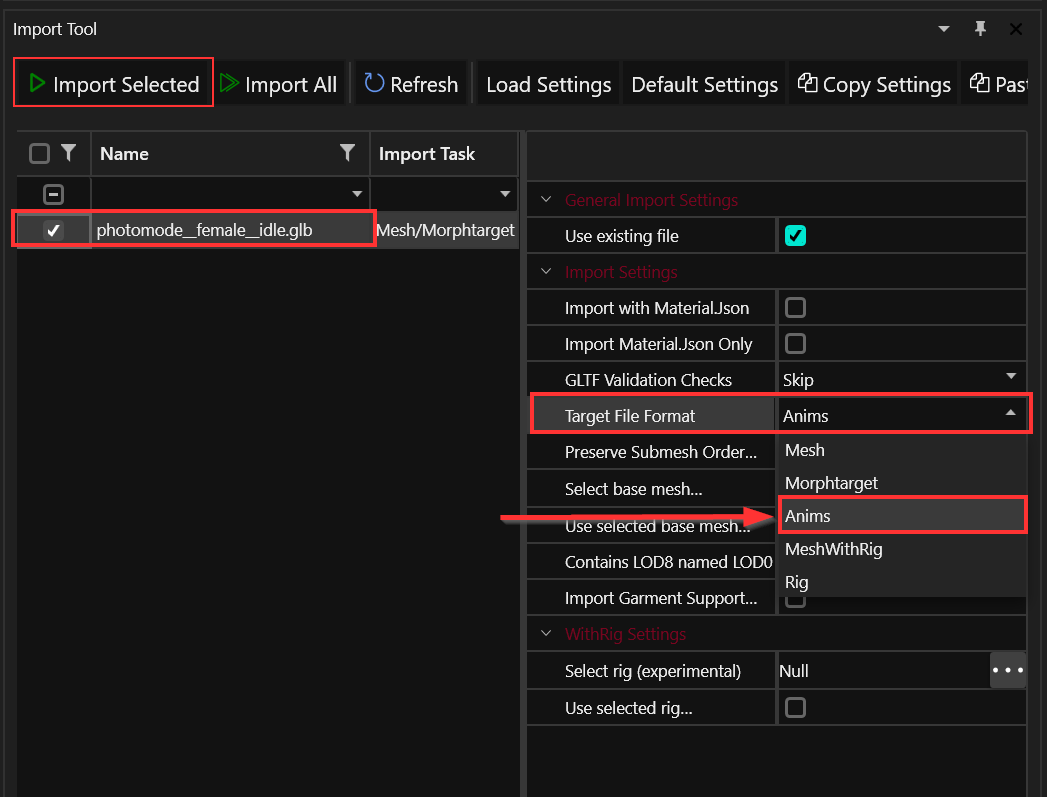 Import Tool
Import Selected Import All Refresh Load Settings Default Settings Copy Settings
Name Import Task
photomode__female__idle.glb Mesh/Morphtarget
General Import Settings
Use existing file
Import Settings
Import with Material.Json
Import Material.Json Only
GLTF Validation Checks Skip
Target File Format Anims
Preserve Submesh Order... Mesh
Select base mesh... Morphtarget
Use selected base mesh... Anims
Contains LOD8 named LOD0 MeshWithRig
Import Garment Support... Rig
WithRig Settings
Select rig (experimental) Null
Use selected rig...